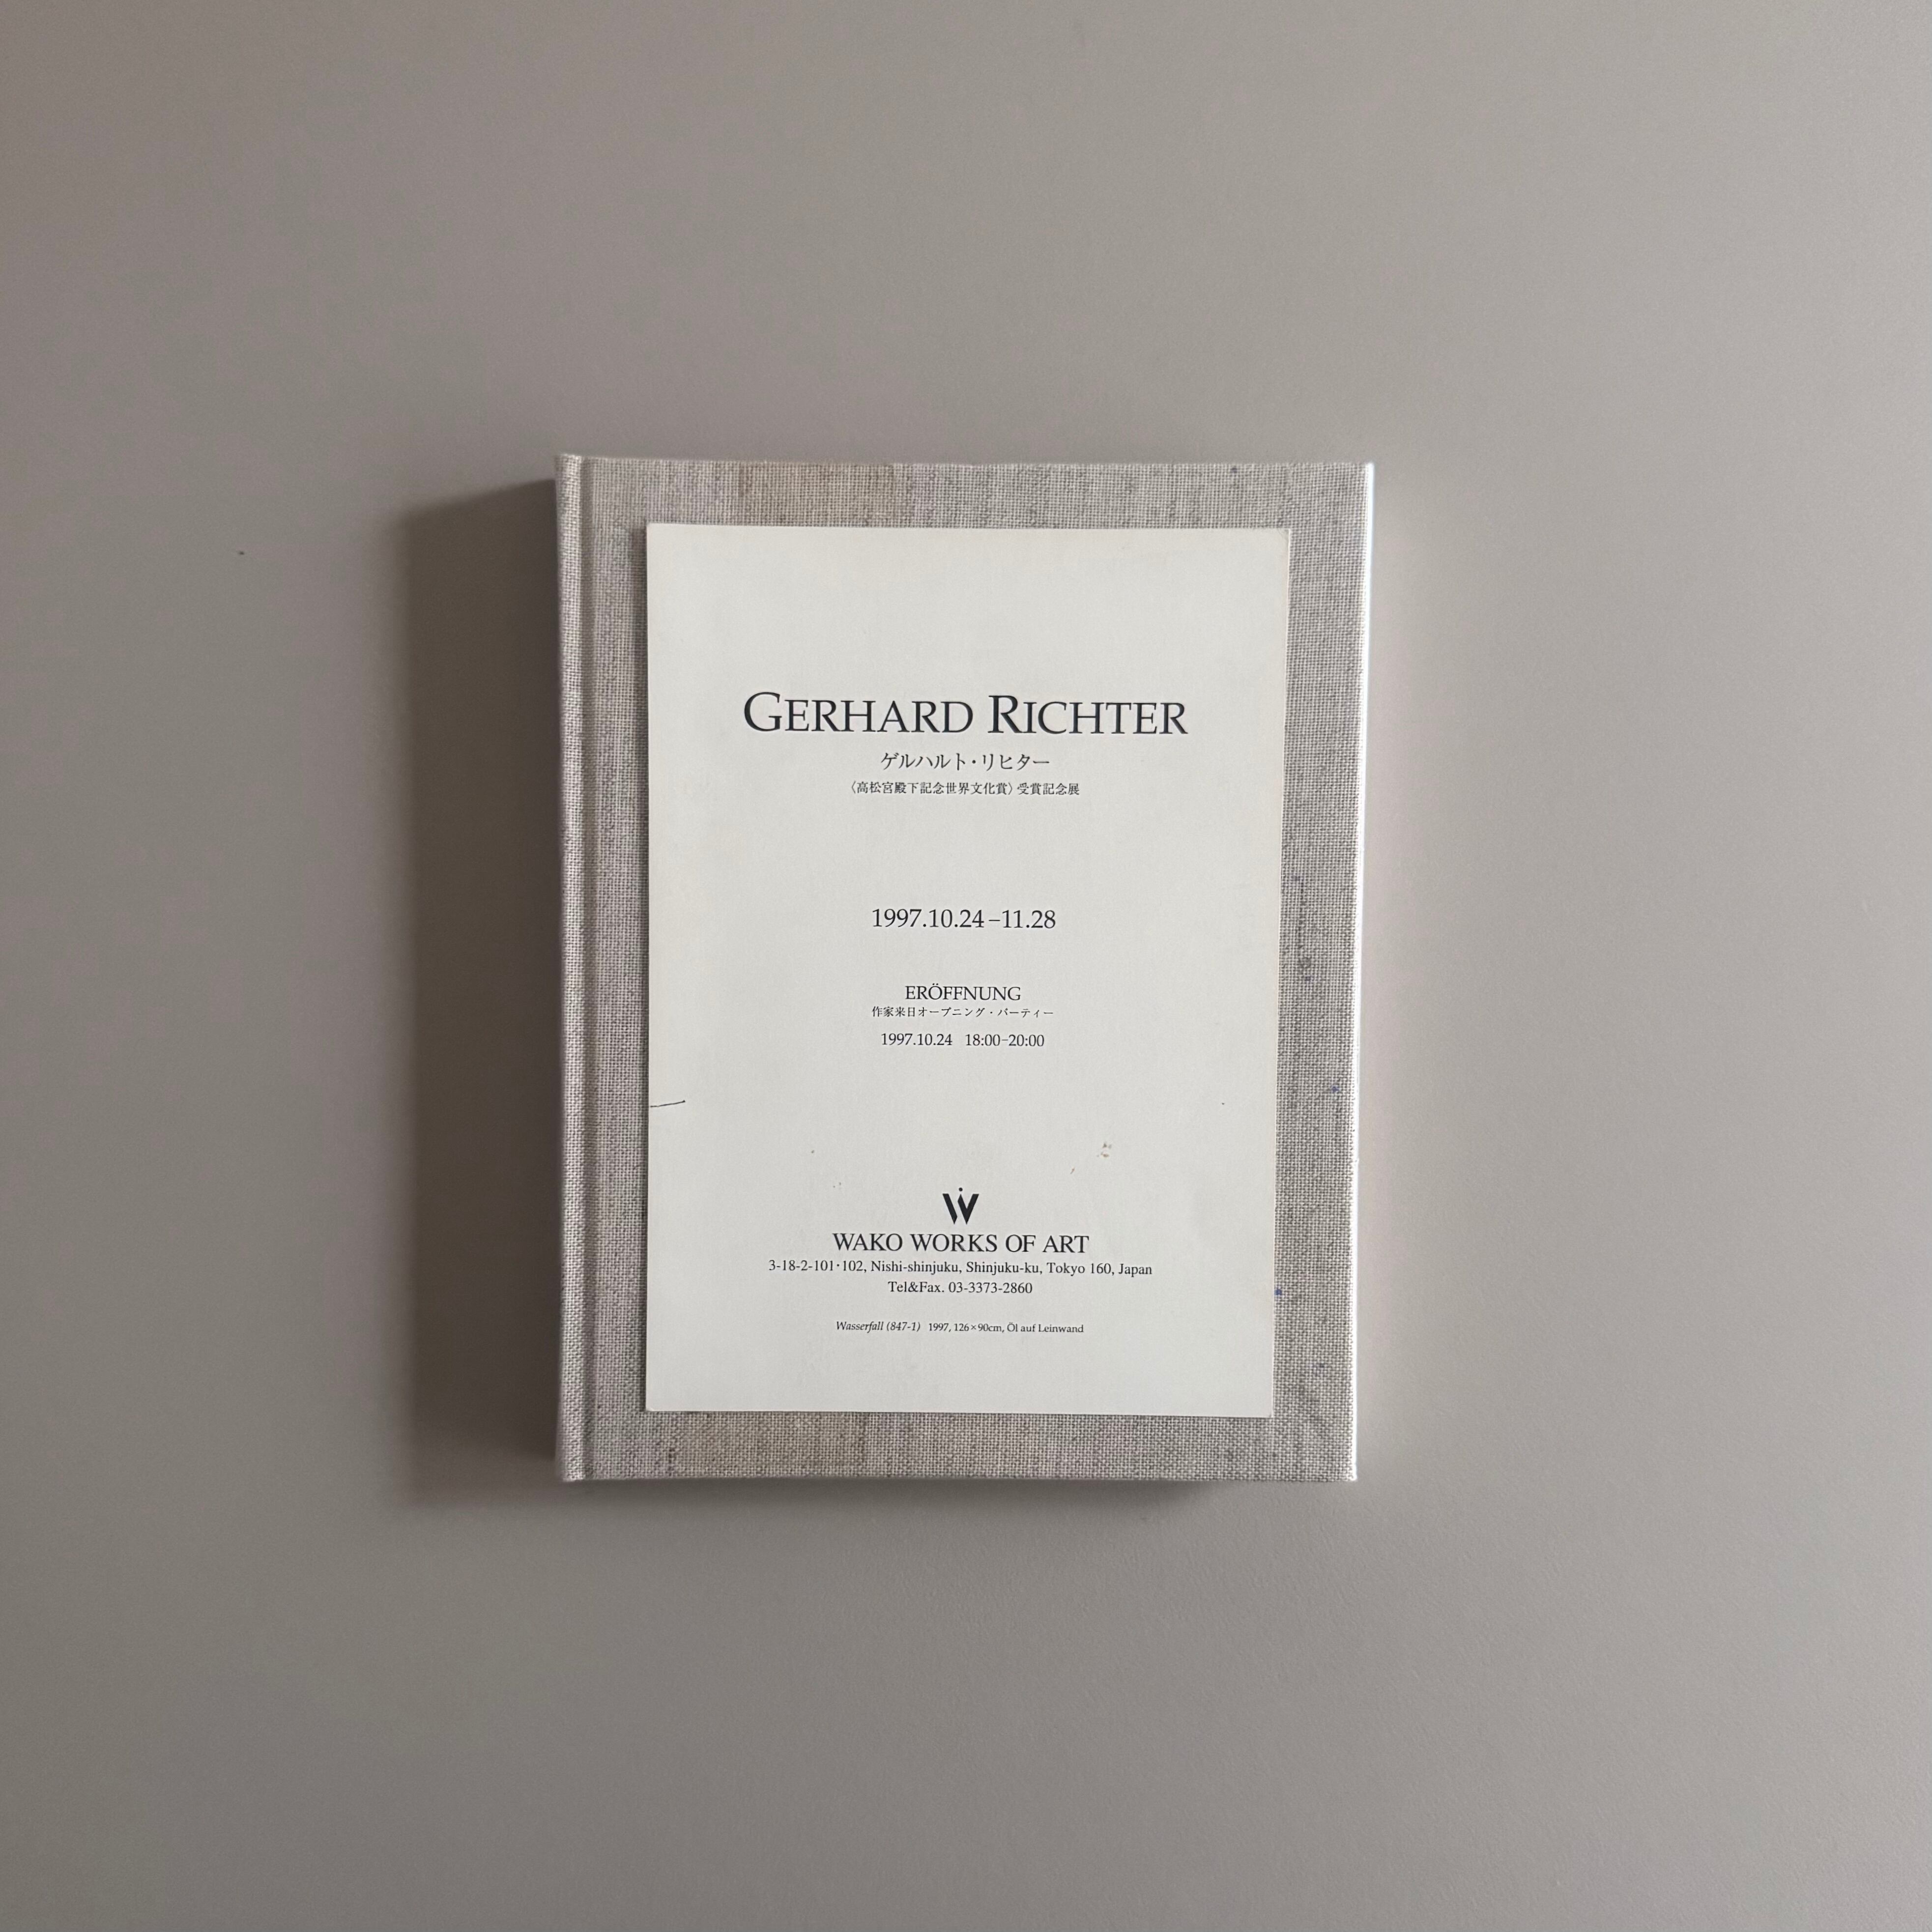 GERHARD RICHTER
ゲルハルト・リヒター
〈高松宮殿下記念世界文化賞〉受賞記念展
1997.10.24–11.28
ERÖFFNUNG
作家来日オープニング・パーティー
1997.10.24 18:00–20:00
WAKO WORKS OF ART
3-18-2-101·102, Nishi-shinjuku, Shinjuku-ku, Tokyo 160, Japan
Tel&Fax. 03-3373-2860
Wasserfall (847-1) 1997, 126×90cm, Öl auf Leinwand